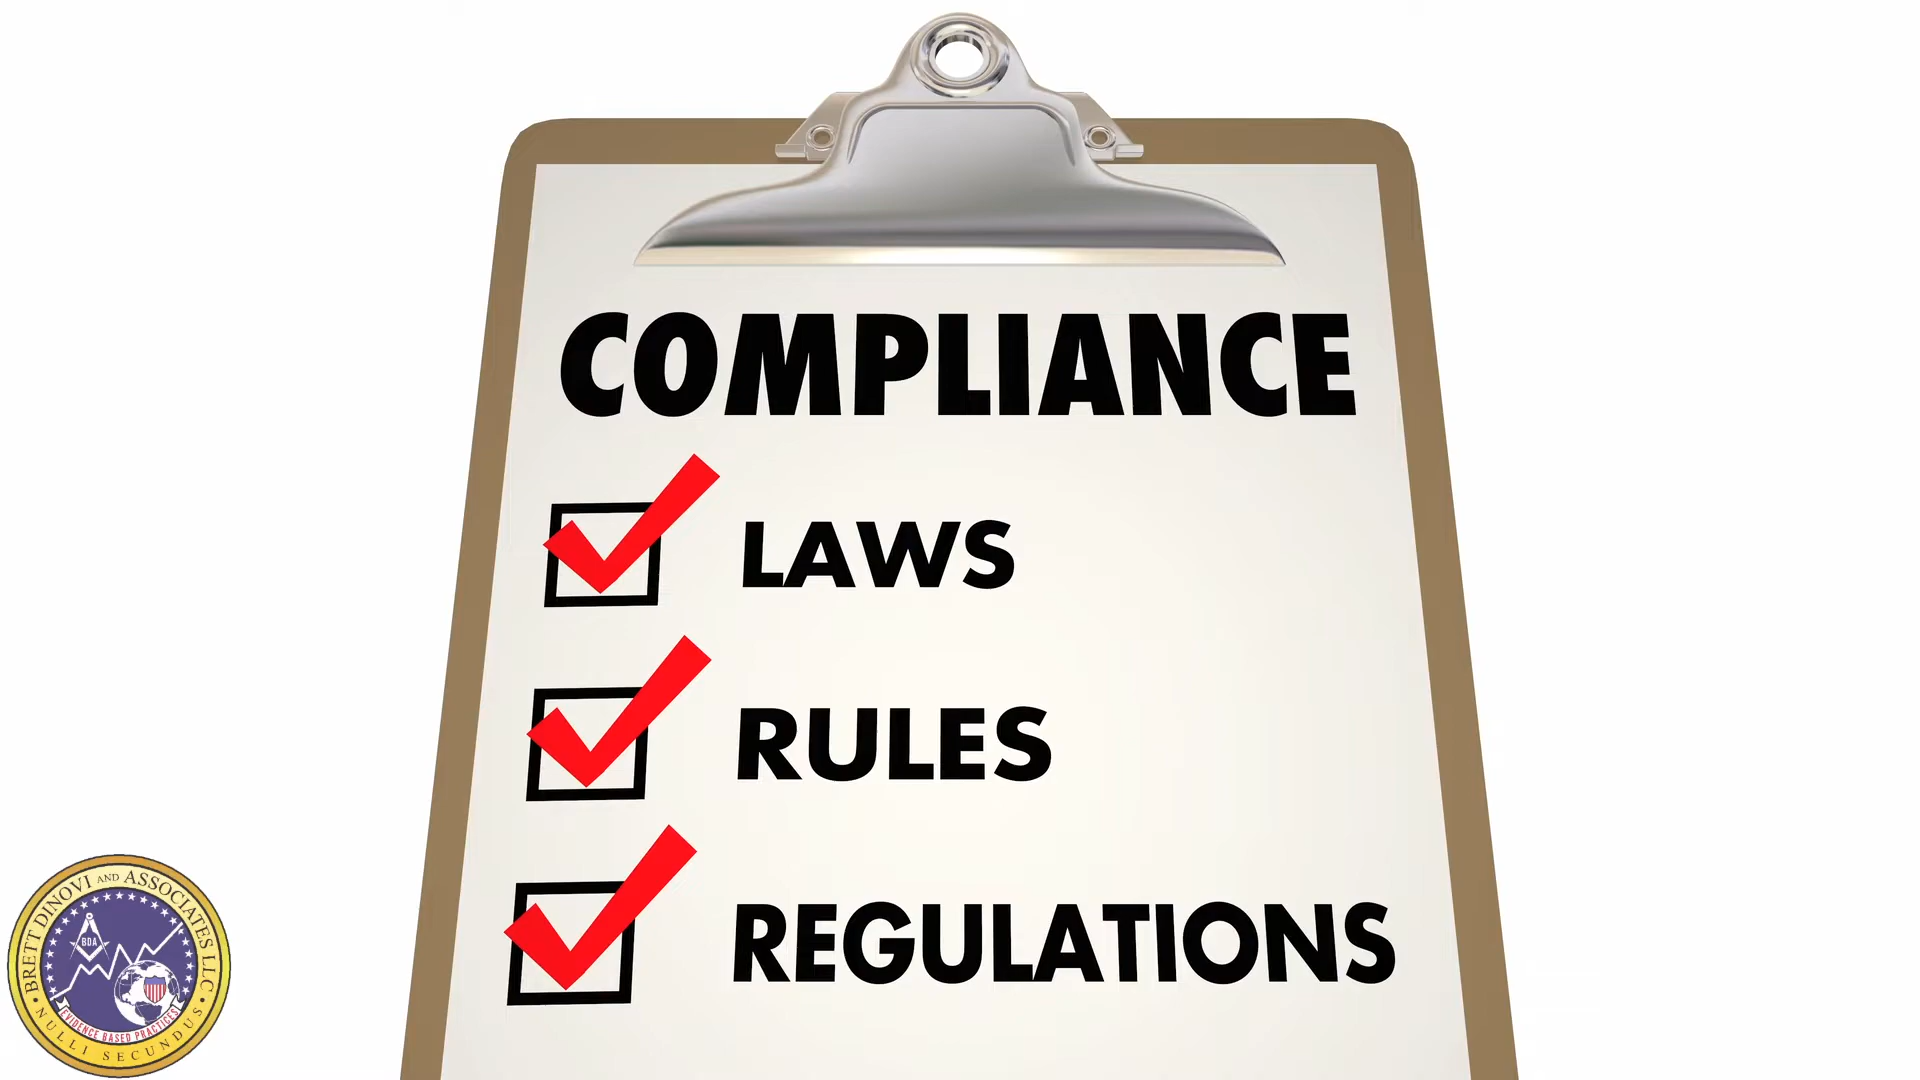 COMPLIANCE
LAWS
RULES
REGULATIONS
BRETT DINOVI AND ASSOCIATES LLC
BDA
EVIDENCE BASED PRACTICES
NULLI SECUNDUS